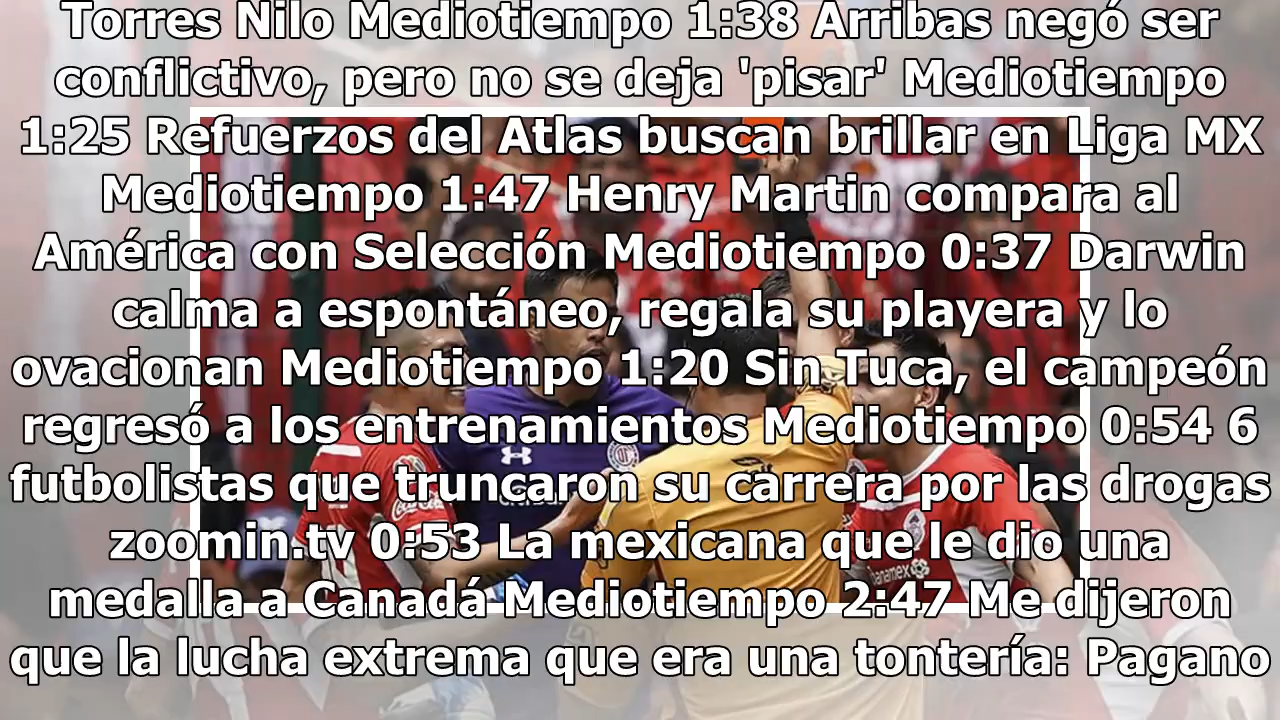 Torres Nilo Mediotiempo 1:38 Arribas negó ser
conflictivo, pero no se deja 'pisar' Mediotiempo
1:25 Refuerzos del Atlas buscan brillar en Liga MX
Mediotiempo 1:47 Henry Martin compara al
América con Selección Mediotiempo 0:37 Darwin
calma a espontáneo, regala su playera y lo
ovacionan Mediotiempo 1:20 Sin Tuca, el campeón
regresó a los entrenamientos Mediotiempo 0:54 6
futbolistas que truncaron su carrera por las drogas
zoomin.tv 0:53 La mexicana que le dio una
medalla a Canadá Mediotiempo 2:47 Me dijeron
que la lucha extrema que era una tontería: Pagano
Coca-Cola
banamex